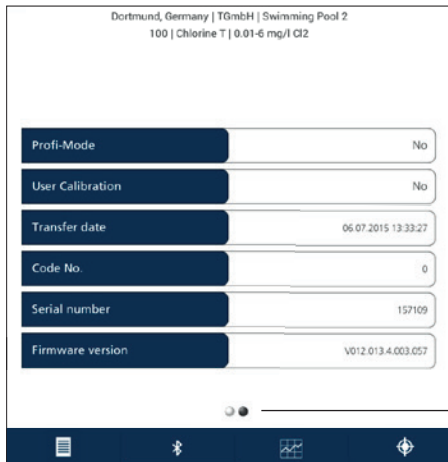 Dortmund, Germany | TGmbH | Swimming Pool 2
100 | Chlorine T | 0.01-6 mg/l Cl2
Profi-Mode No
User Calibration No
Transfer date 06.07.2015 13:33:27
Code No. 0
Serial number 157109
Firmware version V012.013.4.003.057